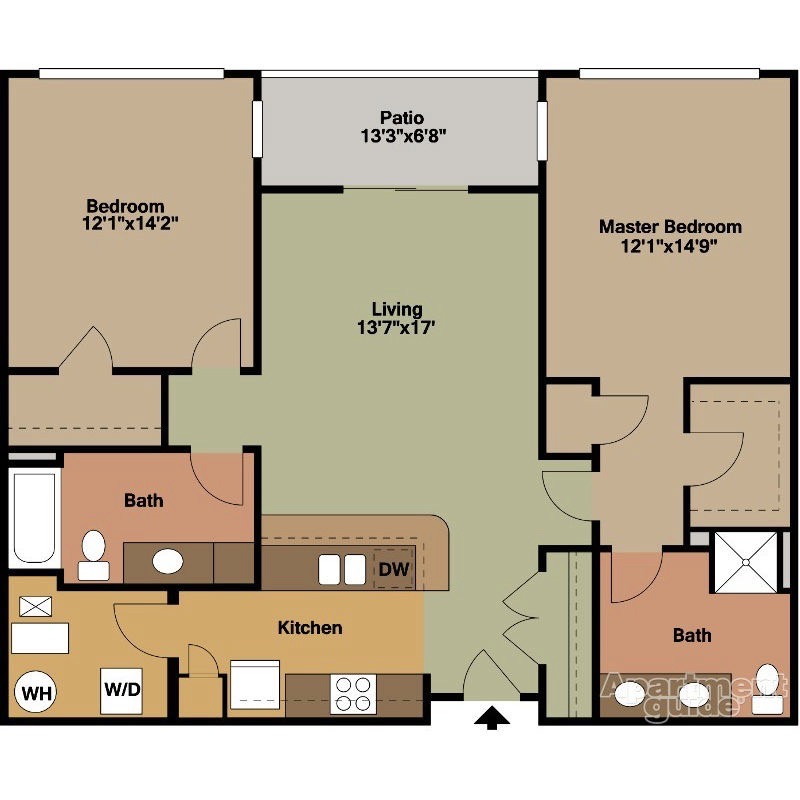 Patio
13'3"x6'8"
Bedroom
12'1"x14'2"
Master Bedroom
12'1"x14'9"
Living
13'7"x17'
Bath
DW
Kitchen
Bath
WH
W/D
Apartment
guide